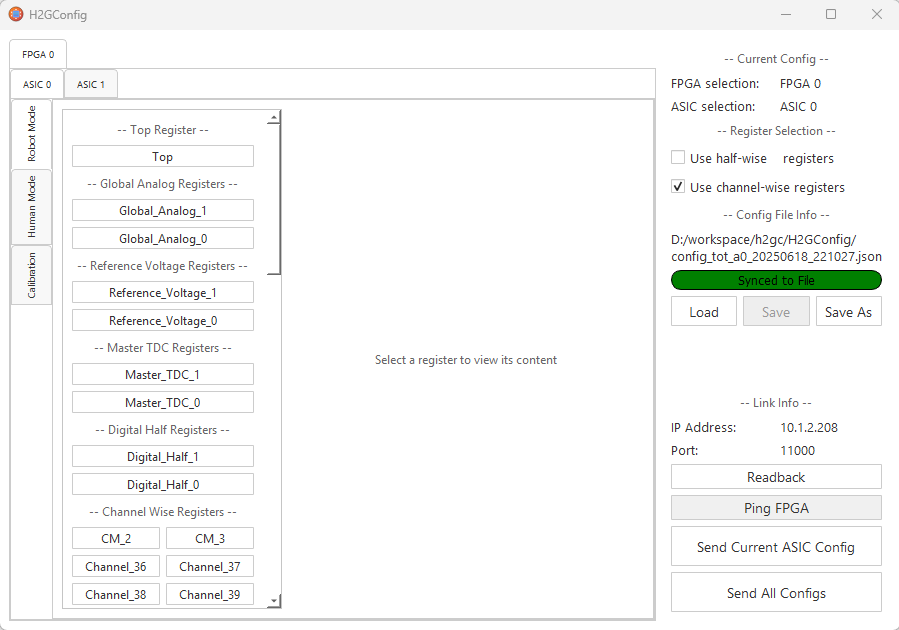 H2GConfig
FPGA 0
ASIC 0
ASIC 1
Robot Mode
Human Mode
Calibration
-- Top Register --
Top
-- Global Analog Registers --
Global_Analog_1
Global_Analog_0
-- Reference Voltage Registers --
Reference_Voltage_1
Reference_Voltage_0
-- Master TDC Registers --
Master_TDC_1
Master_TDC_0
-- Digital Half Registers --
Digital_Half_1
Digital_Half_0
-- Channel Wise Registers --
CM_2 CM_3
Channel_36 Channel_37
Channel_38 Channel_39
Select a register to view its content
-- Current Config --
FPGA selection: FPGA 0
ASIC selection: ASIC 0
-- Register Selection --
Use half-wise registers
Use channel-wise registers
-- Config File Info --
D:/workspace/h2gc/H2GConfig/
config_tot_a0_20250618_221027.json
Synced to File
Load Save Save As
-- Link Info --
IP Address: 10.1.2.208
Port: 11000
Readback
Ping FPGA
Send Current ASIC Config
Send All Configs